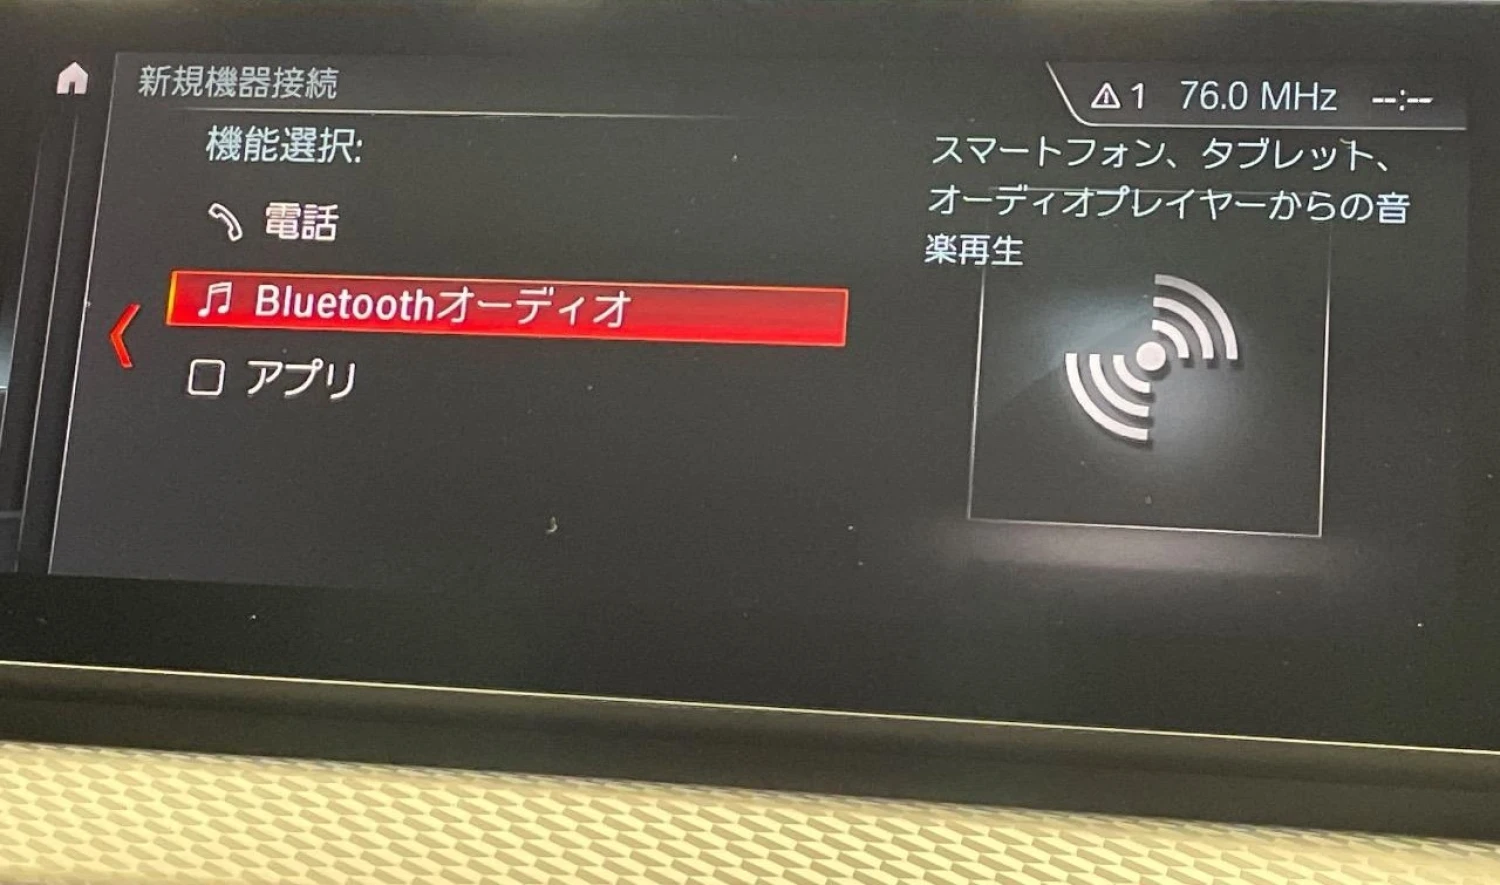 新規機器接続
1 76.0 MHz --:--
機能選択:
電話
Bluetoothオーディオ
アプリ
スマートフォン、タブレット、
オーディオプレイヤーからの音
楽再生